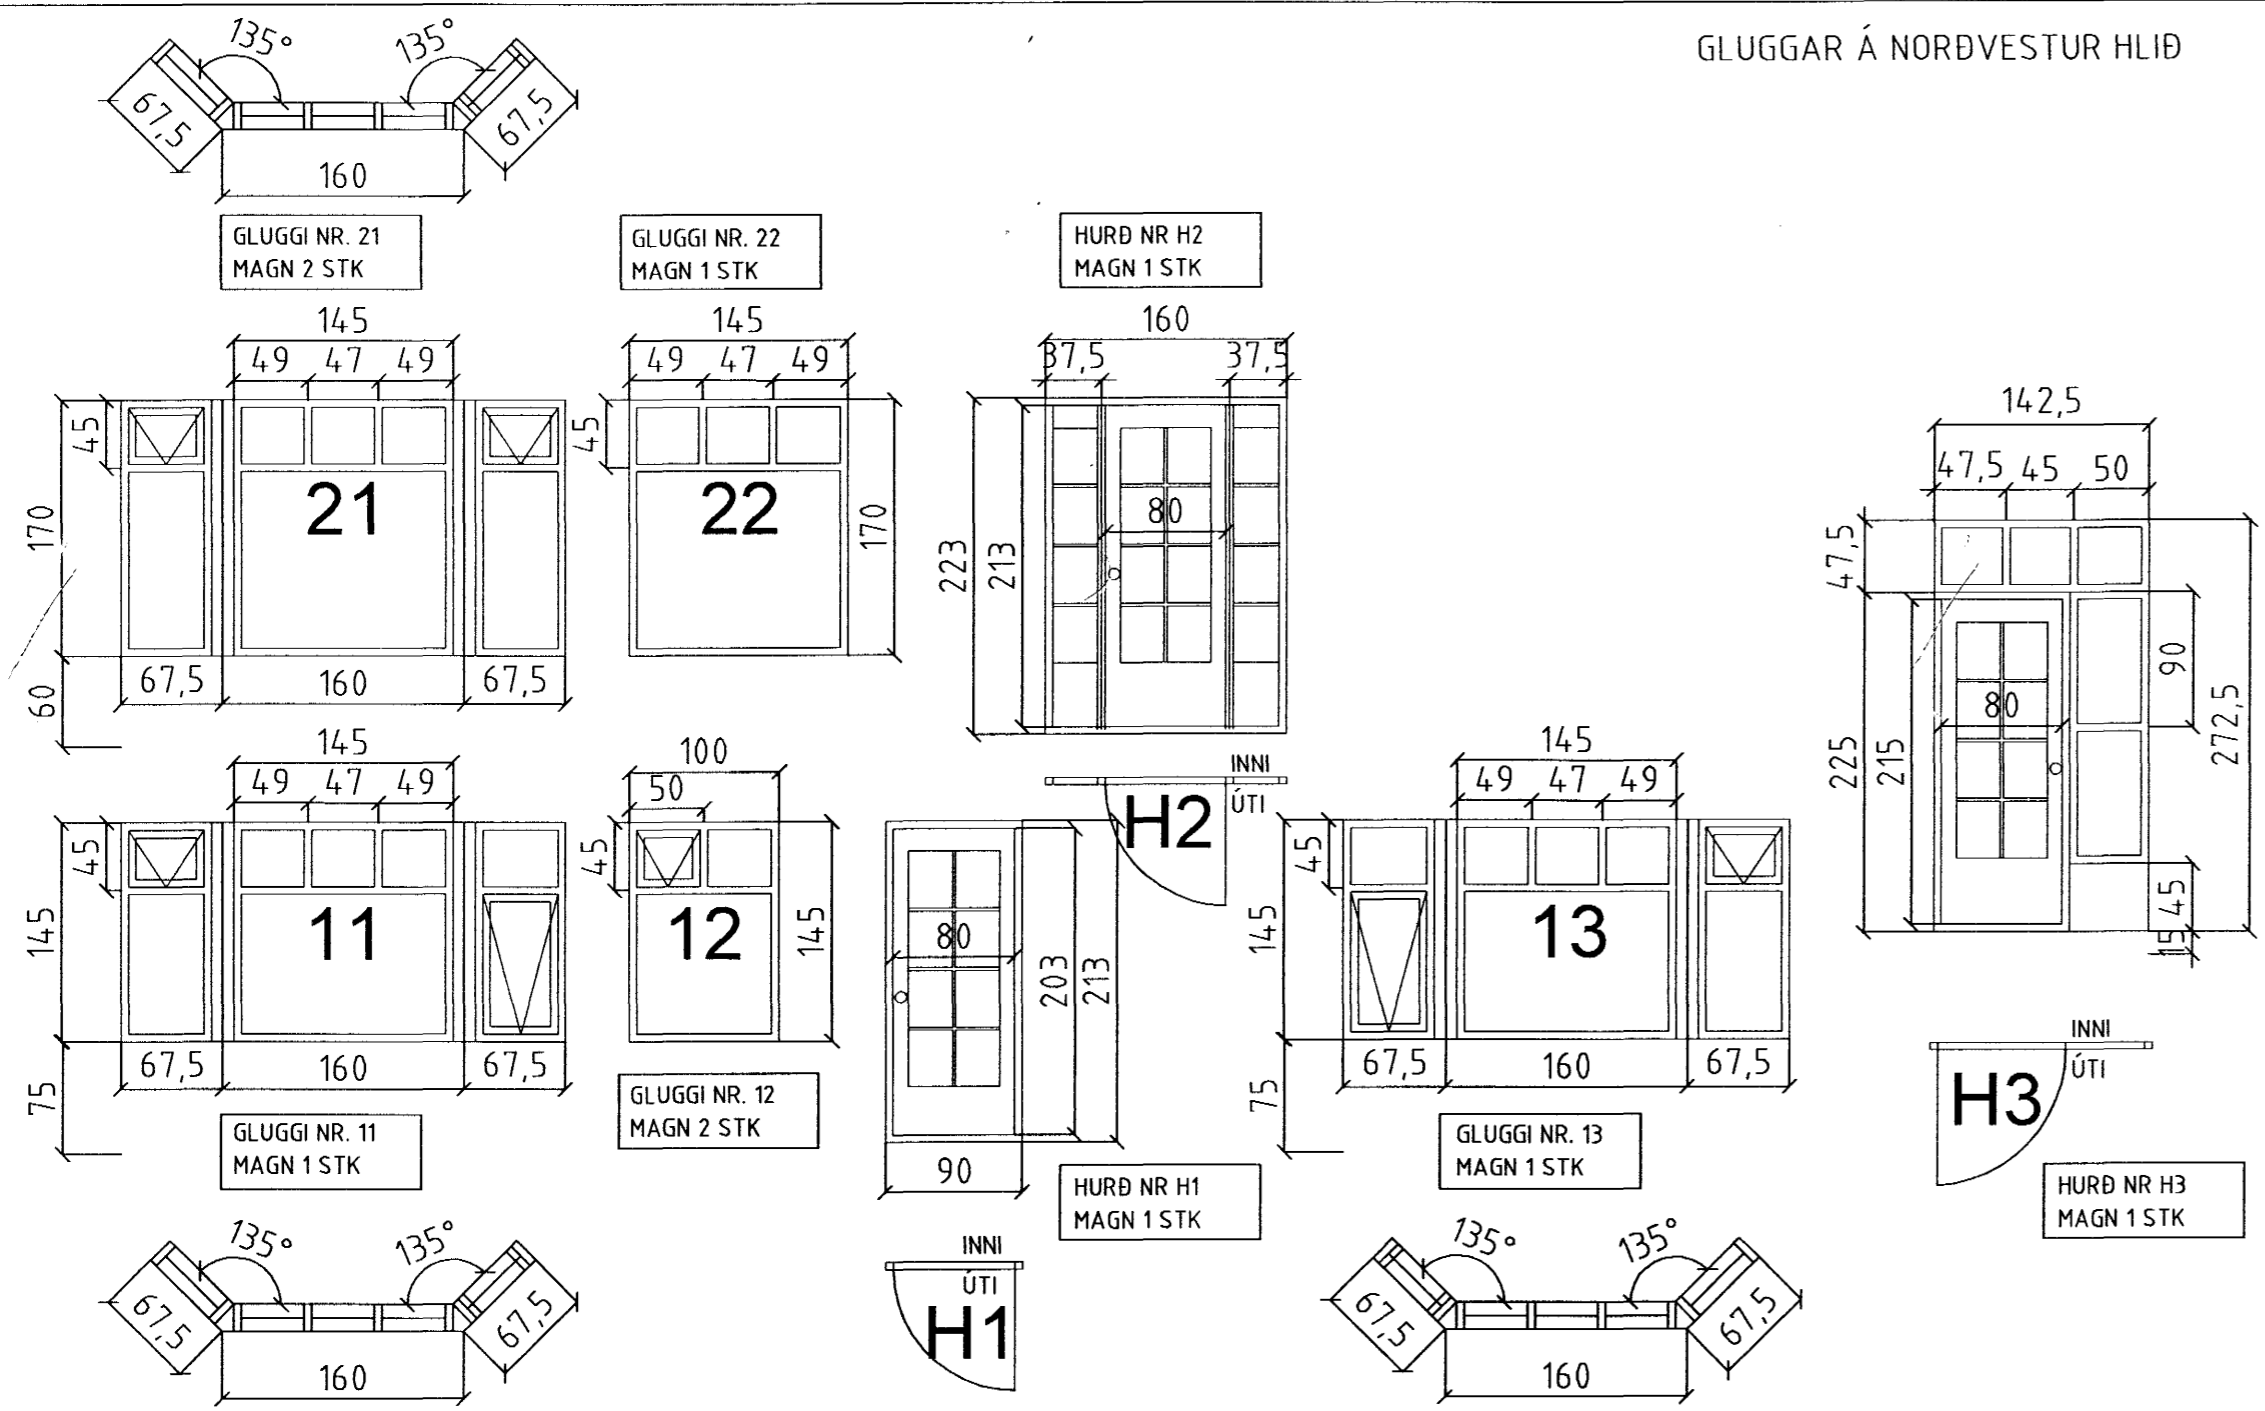 GLUGGAR Á NORÐVESTUR HLIÐ
135°
135°
67,5
67,5
160
GLUGGI NR. 21
MAGN 2 STK
GLUGGI NR. 22
MAGN 1 STK
HURÐ NR H2
MAGN 1 STK
145
49 47 49
45
170
60
21
67,5 160 67,5
145
49 47 49
45
170
22
160
37,5 37,5
223
213
80
INNI
ÚTI
H2
142,5
47,5 45 50
47,5
225
215
80
90
272,5
45
15
INNI
ÚTI
H3
HURÐ NR H3
MAGN 1 STK
145
49 47 49
45
145
75
11
67,5 160 67,5
GLUGGI NR. 11
MAGN 1 STK
135°
135°
67,5
67,5
160
100
50
45
145
12
GLUGGI NR. 12
MAGN 2 STK
80
203
213
90
HURÐ NR H1
MAGN 1 STK
INNI
ÚTI
H1
145
49 47 49
45
145
75
13
67,5 160 67,5
GLUGGI NR. 13
MAGN 1 STK
135°
135°
67,5
67,5
160